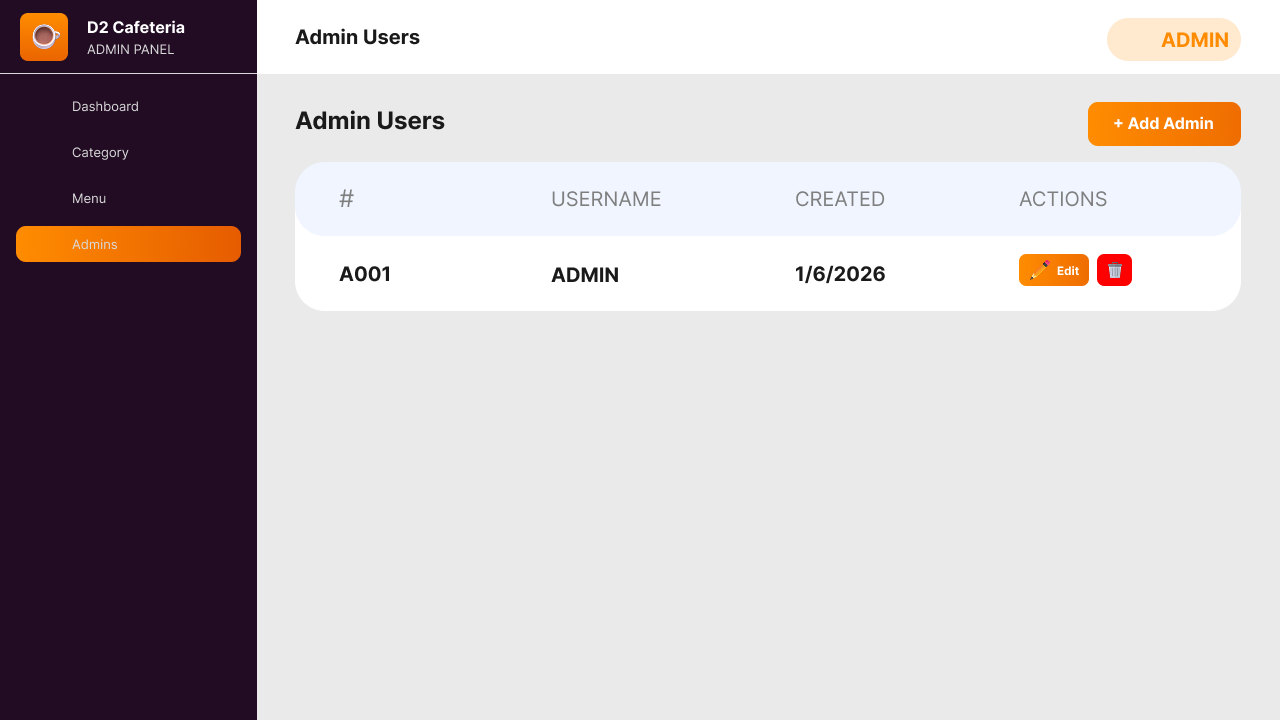 D2 Cafeteria
ADMIN PANEL
Dashboard
Category
Menu
Admins
Admin Users
ADMIN
Admin Users
+ Add Admin
# USERNAME CREATED ACTIONS
A001 ADMIN 1/6/2026 Edit